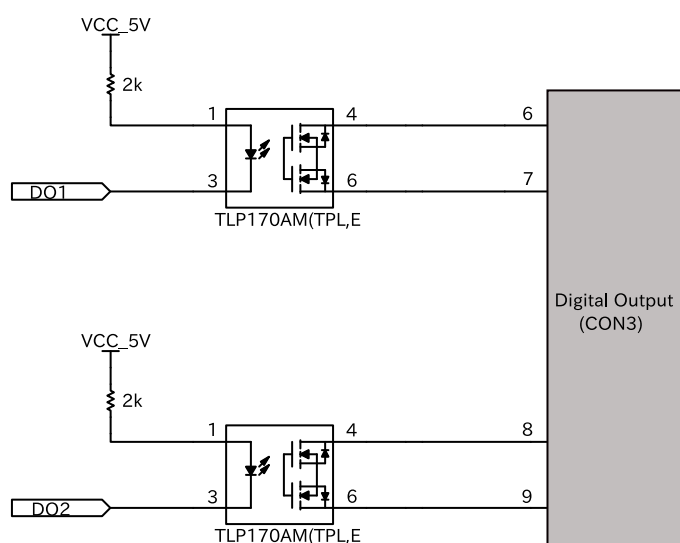 VCC_5V
2k
1
4
6
3
6
7
DO1
TLP170AM(TPL,E
Digital Output
(CON3)
VCC_5V
2k
1
4
8
3
6
9
DO2
TLP170AM(TPL,E